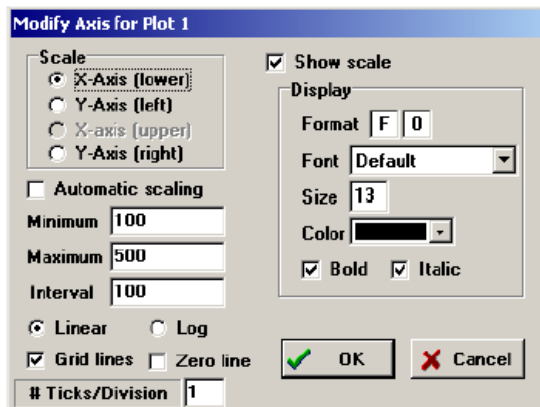 Modify Axis for Plot 1
Scale
X-Axis (lower)
Y-Axis (left)
X-axis (upper)
Y-Axis (right)
Automatic scaling
Minimum 100
Maximum 500
Interval 100
Linear Log
Grid lines Zero line
# Ticks/Division 1
Show scale
Display
Format F 0
Font Default
Size 13
Color
Bold Italic
OK Cancel